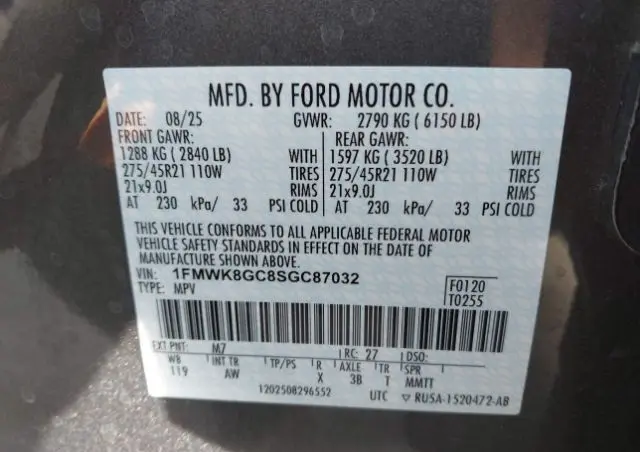 MFD. BY FORD MOTOR CO.
DATE: 08/25 GVWR: 2790 KG ( 6150 LB)
FRONT GAWR: REAR GAWR:
1288 KG ( 2840 LB) WITH 1597 KG ( 3520 LB) WITH
275/45R21 110W TIRES 275/45R21 110W TIRES
21x9.0J RIMS 21x9.0J RIMS
AT 230 kPa/ 33 PSI COLD AT 230 kPa/ 33 PSI COLD
THIS VEHICLE CONFORMS TO ALL APPLICABLE FEDERAL MOTOR
VEHICLE SAFETY STANDARDS IN EFFECT ON THE DATE OF
MANUFACTURE SHOWN ABOVE.
VIN: 1FMWK8GC8SGC87032 F0120
TYPE: MPV T0255
EXT PNT: M7 RC: 27 DSO:
WB INT TR TP/PS R AXLE TR SPR
119 AW X 3B T MMTT
1202508296552 UTC ▽ RU5A-1520472-AB